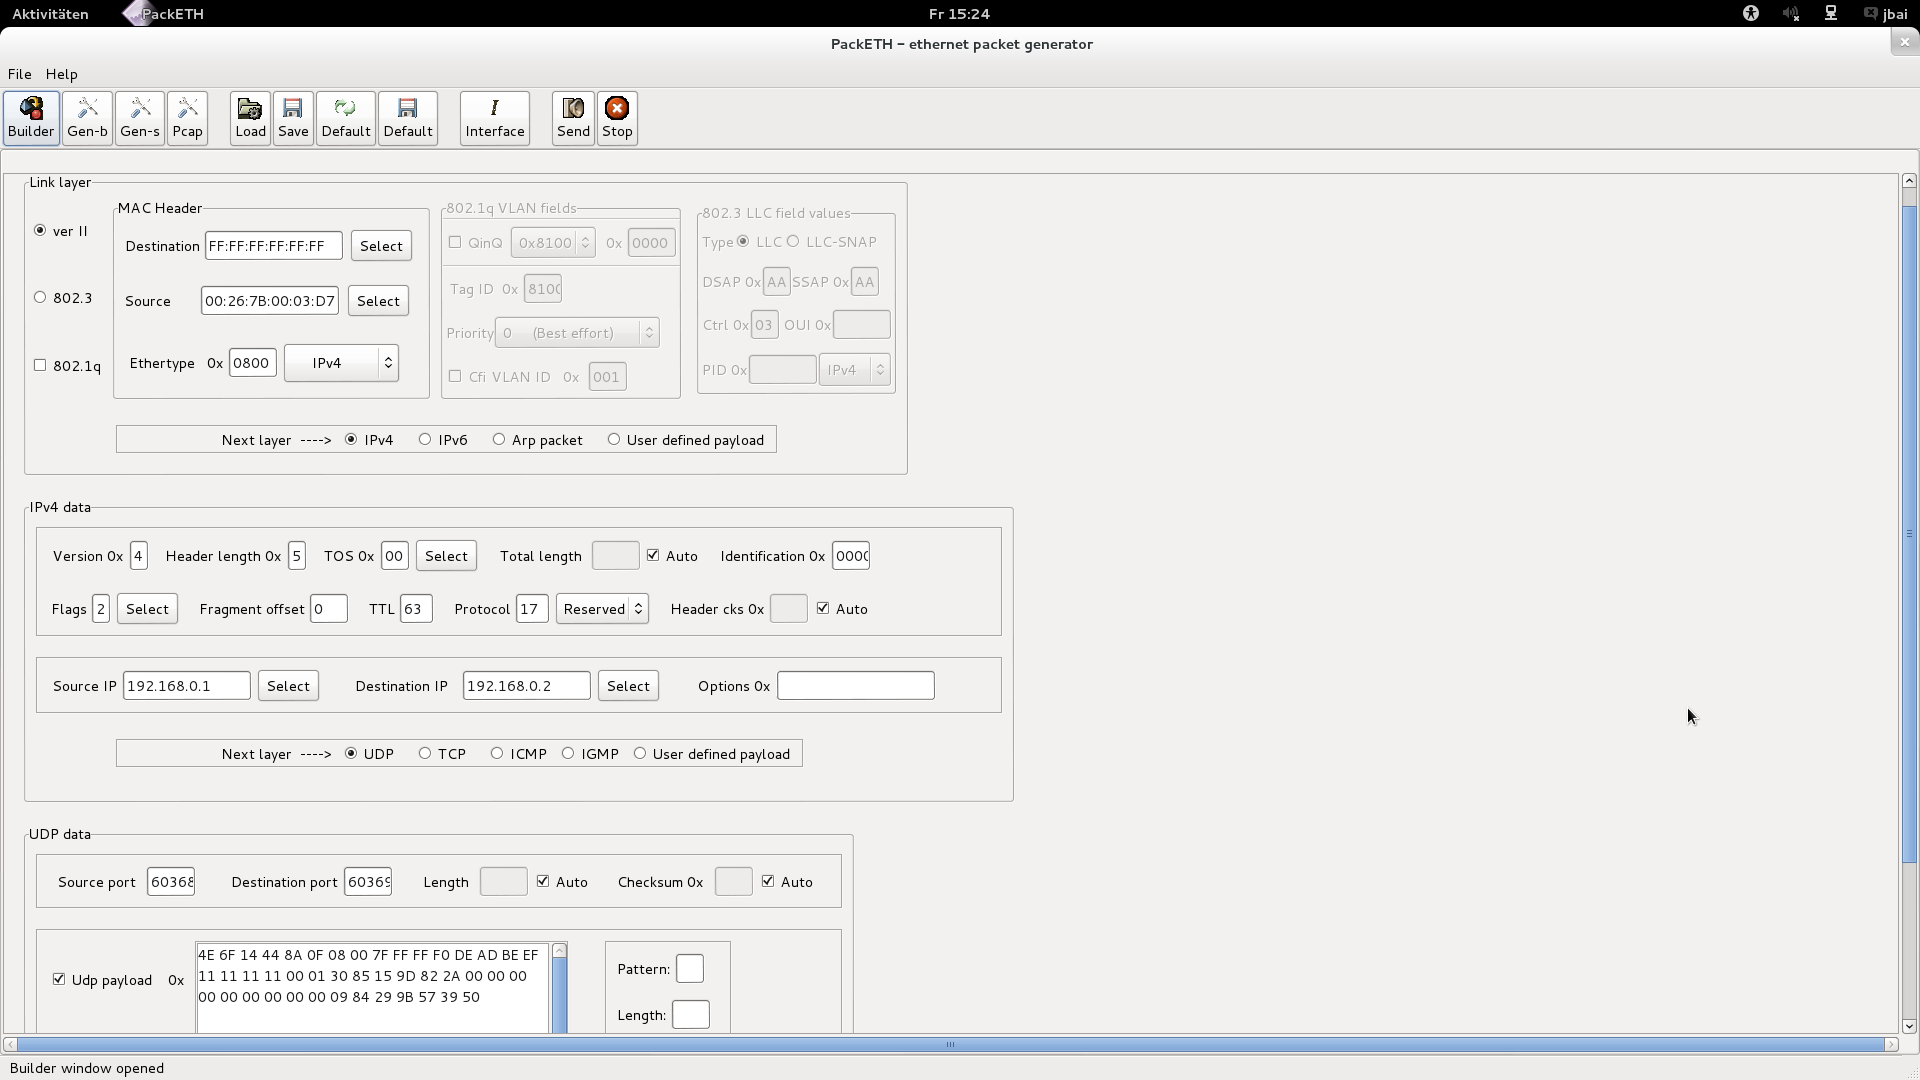 Aktivitäten PackETH Fr 15:24 jbai
PackETH – ethernet packet generator
File Help
Builder Gen-b Gen-s Pcap Load Save Default Default Interface Send Stop
Link layer
MAC Header 802.1q VLAN fields 802.3 LLC field values
ver II Destination FF:FF:FF:FF:FF:FF Select QinQ 0x8100 0x 0000 Type LLC LLC-SNAP
Tag ID 0x 810 DSAP 0x AA SSAP 0x AA
802.3 Source 00:26:7B:00:03:D7 Select
Priority 0 (Best effort) Ctrl 0x 03 OUI 0x
802.1q Ethertype 0x 0800 IPv4 Cfi VLAN ID 0x 001 PID 0x IPv4
Next layer ----> IPv4 IPv6 Arp packet User defined payload
IPv4 data
Version 0x 4 Header length 0x 5 TOS 0x 00 Select Total length Auto Identification 0x 000
Flags 2 Select Fragment offset 0 TTL 63 Protocol 17 Reserved Header cks 0x Auto
Source IP 192.168.0.1 Select Destination IP 192.168.0.2 Select Options 0x
Next layer ----> UDP TCP ICMP IGMP User defined payload
UDP data
Source port 60368 Destination port 60369 Length Auto Checksum 0x Auto
Udp payload 0x
4E 6F 14 44 8A 0F 08 00 7F FF FF F0 DE AD BE EF
11 11 11 11 00 01 30 85 15 9D 82 2A 00 00 00
00 00 00 00 00 00 09 84 29 9B 57 39 50
Pattern:
Length:
Builder window opened